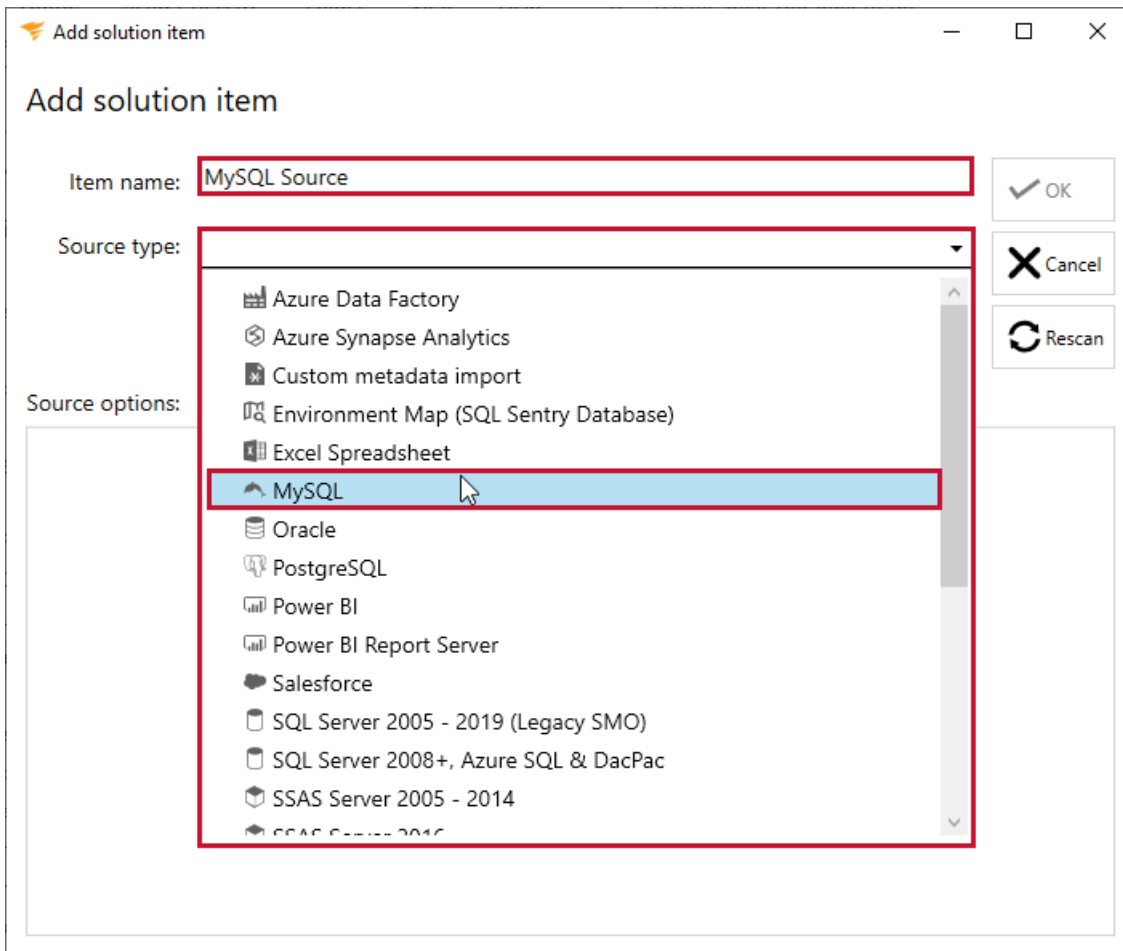 Add solution item
Add solution item
Item name:
MySQL Source
OK
Source type:
Cancel
Rescan
Azure Data Factory
Azure Synapse Analytics
Custom metadata import
Source options:
Environment Map (SQL Sentry Database)
Excel Spreadsheet
MySQL
Oracle
PostgreSQL
Power BI
Power BI Report Server
Salesforce
SQL Server 2005 - 2019 (Legacy SMO)
SQL Server 2008+, Azure SQL & DacPac
SSAS Server 2005 - 2014
SSAS Server 2016